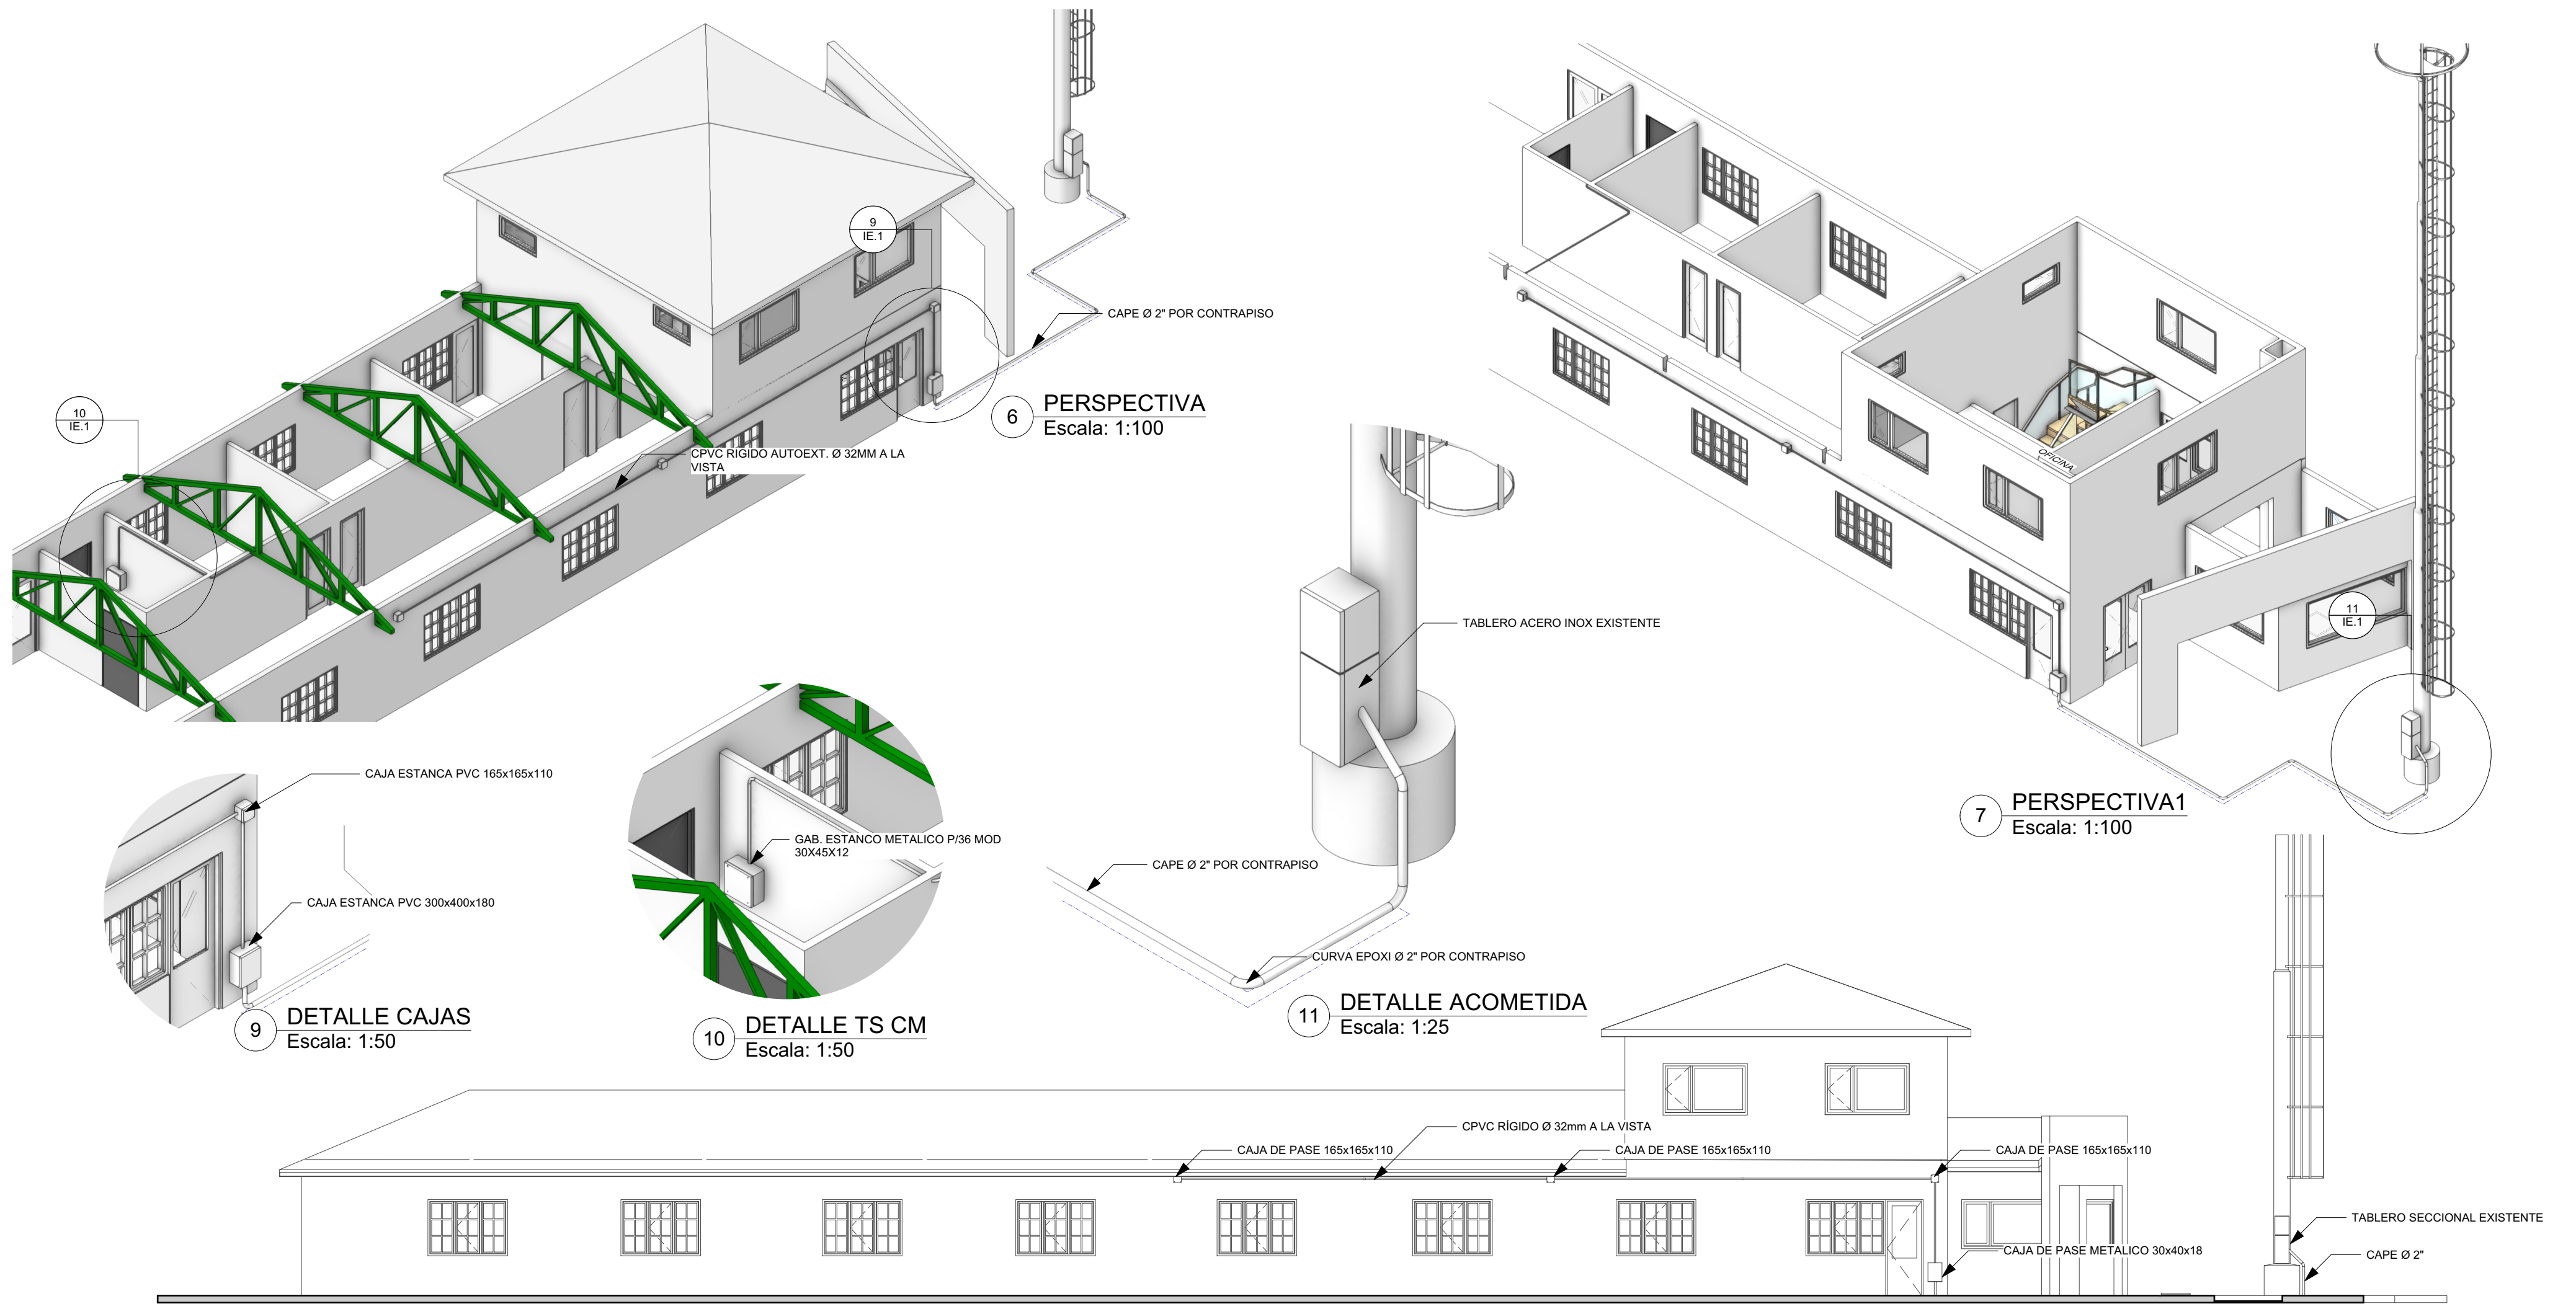 9
IE.1
CAPE Ø 2" POR CONTRAPISO
6
PERSPECTIVA
Escala: 1:100
10
IE.1
CPVC RIGIDO AUTOEXT. Ø 32MM A LA
VISTA
OFICINA
11
IE.1
7
PERSPECTIVA1
Escala: 1:100
CAJA ESTANCA PVC 165x165x110
CAJA ESTANCA PVC 300x400x180
9
DETALLE CAJAS
Escala: 1:50
GAB. ESTANCO METALICO P/36 MOD
30X45X12
10
DETALLE TS CM
Escala: 1:50
TABLERO ACERO INOX EXISTENTE
CAPE Ø 2" POR CONTRAPISO
CURVA EPOXI Ø 2" POR CONTRAPISO
11
DETALLE ACOMETIDA
Escala: 1:25
CPVC RÍGIDO Ø 32mm A LA VISTA
CAJA DE PASE 165x165x110
CAJA DE PASE 165x165x110
CAJA DE PASE 165x165x110
TABLERO SECCIONAL EXISTENTE
CAJA DE PASE METALICO 30x40x18
CAPE Ø 2"